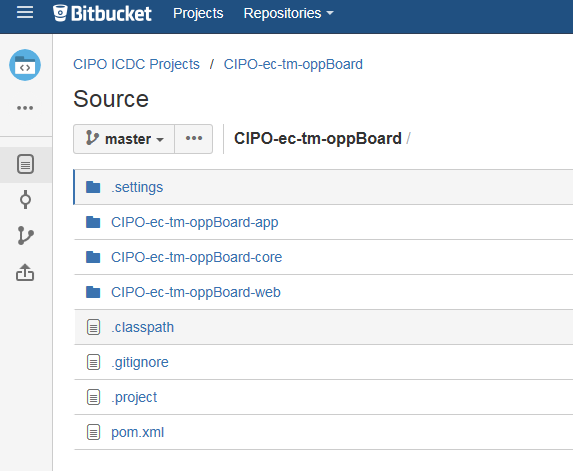 Bitbucket Projects Repositories
CIPO ICDC Projects / CIPO-ec-tm-oppBoard
Source
master CIPO-ec-tm-oppBoard /
.settings
CIPO-ec-tm-oppBoard-app
CIPO-ec-tm-oppBoard-core
CIPO-ec-tm-oppBoard-web
.classpath
.gitignore
.project
pom.xml